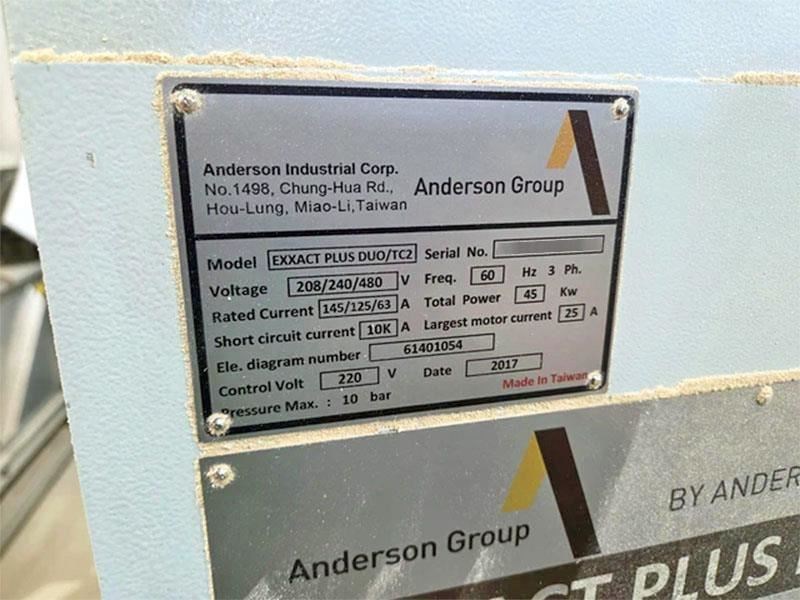 Anderson Industrial Corp.
No.1498, Chung-Hua Rd.,
Hou-Lung, Miao-Li,Taiwan
Anderson Group
Model EXXACT PLUS DUO/TC2 Serial No.
Voltage 208/240/480 V Freq. 60 Hz 3 Ph.
Rated Current 145/125/63 A Total Power 45 Kw
Short circuit current 10K A Largest motor current 25 A
Ele. diagram number 61401054
Control Volt 220 V Date 2017
Pressure Max. : 10 bar
Made In Taiwan
Anderson Group
BY ANDER
PLUS